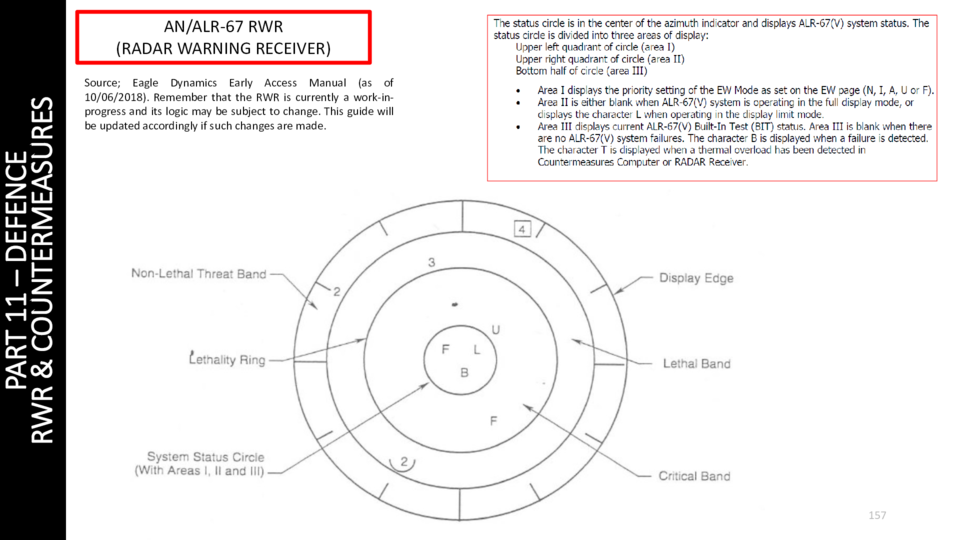 PART 11 – DEFENCE
RWR & COUNTERMEASURES
AN/ALR-67 RWR
(RADAR WARNING RECEIVER)
Source; Eagle Dynamics Early Access Manual (as of
10/06/2018). Remember that the RWR is currently a work-in-
progress and its logic may be subject to change. This guide will
be updated accordingly if such changes are made.
The status circle is in the center of the azimuth indicator and displays ALR-67(V) system status. The
status circle is divided into three areas of display:
Upper left quadrant of circle (area I)
Upper right quadrant of circle (area II)
Bottom half of circle (area III)
• Area I displays the priority setting of the EW Mode as set on the EW page (N, I, A, U or F).
• Area II is either blank when ALR-67(V) system is operating in the full display mode, or
displays the character L when operating in the display limit mode.
• Area III displays current ALR-67(V) Built-In Test (BIT) status. Area III is blank when there
are no ALR-67(V) system failures. The character B is displayed when a failure is detected.
The character T is displayed when a thermal overload has been detected in
Countermeasures Computer or RADAR Receiver.
4
3
Non-Lethal Threat Band
Display Edge
2
U
Lethality Ring
F L
Lethal Band
B
F
System Status Circle
(With Areas I, II and III)
2
Critical Band
157